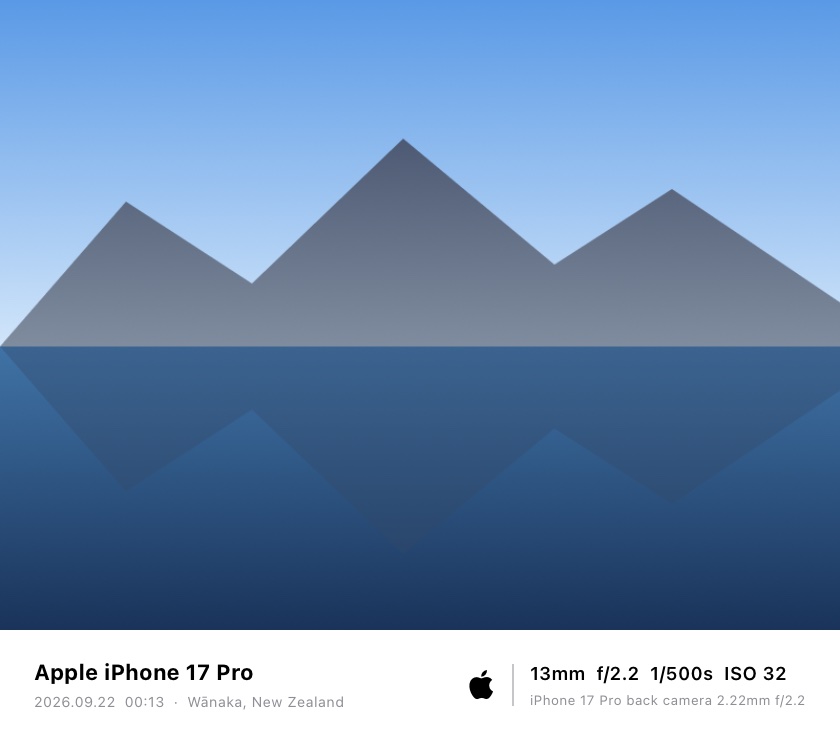 Apple iPhone 17 Pro
2026.09.22  00:13  ·  Wānaka, New Zealand
13mm  f/2.2  1/500s  ISO 32
iPhone 17 Pro back camera 2.22mm f/2.2